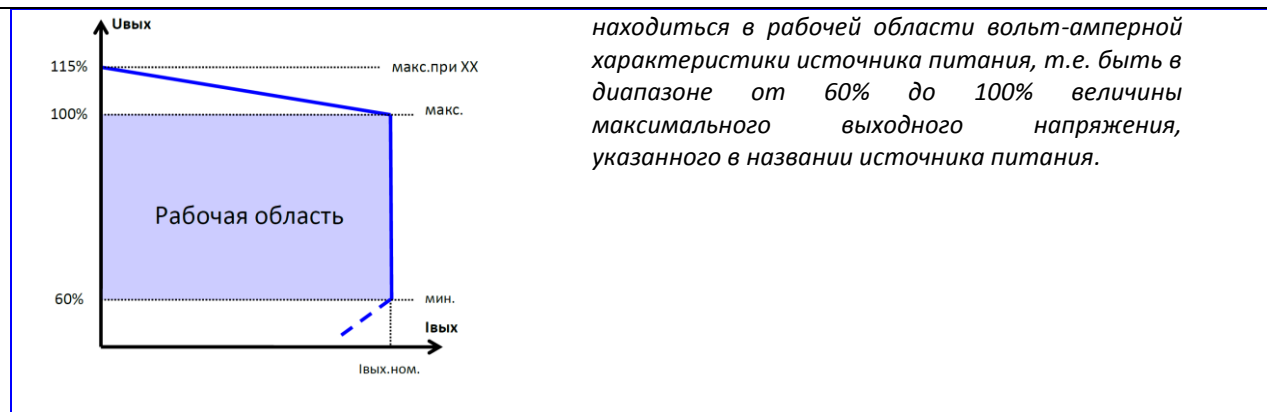 Uвых
115%
макс.при ХХ
100%
макс.
Рабочая область
60%
мин.
Iвых
Iвых.ном.
находиться в рабочей области вольт-амперной
характеристики источника питания, т.е. быть в
диапазоне от 60% до 100% величины
максимального выходного напряжения,
указанного в названии источника питания.